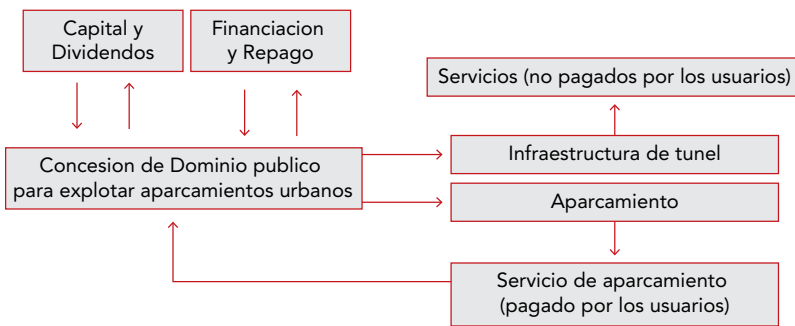 Capital y
Dividendos
Financiacion
y Repago
Servicios (no pagados por los usuarios)
Concesion de Dominio publico
para explotar aparcamientos urbanos
Infraestructura de tunel
Aparcamiento
Servicio de aparcamiento
(pagado por los usuarios)